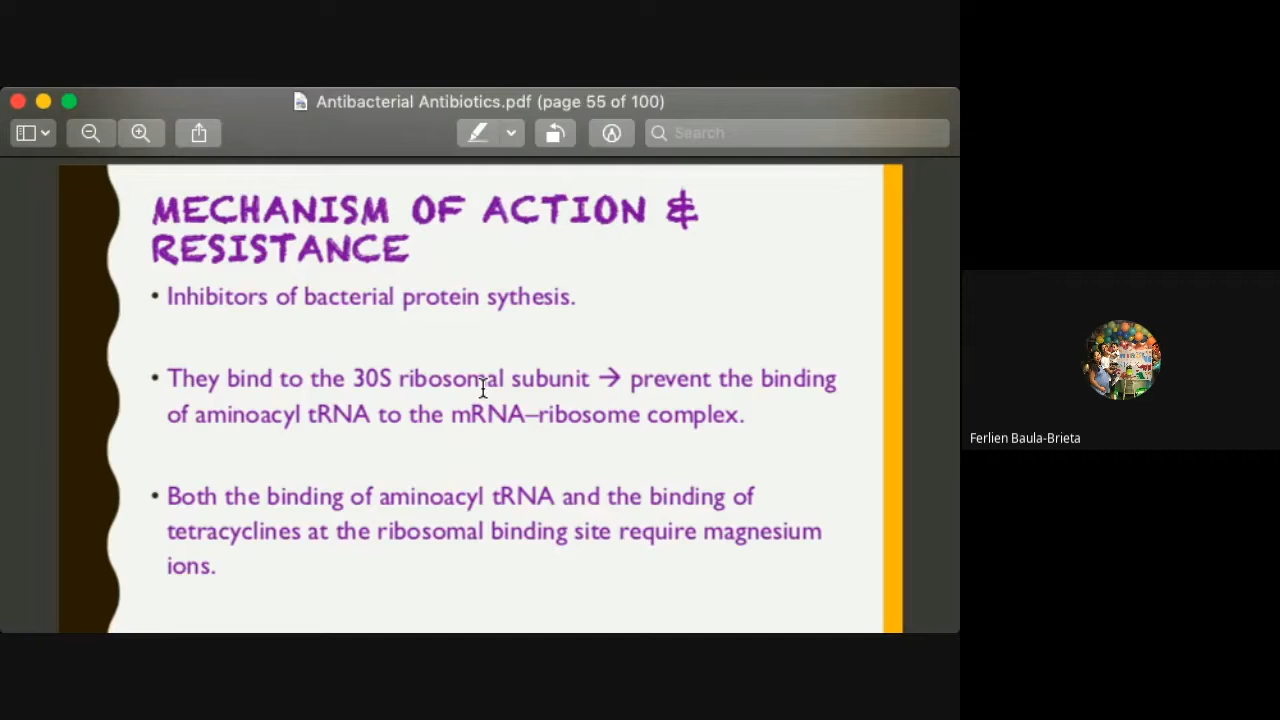 Antibacterial Antibiotics.pdf (page 55 of 100)
Search
MECHANISM OF ACTION &
RESISTANCE
• Inhibitors of bacterial protein sythesis.
• They bind to the 30S ribosomal subunit → prevent the binding
of aminoacyl tRNA to the mRNA–ribosome complex.
• Both the binding of aminoacyl tRNA and the binding of
tetracyclines at the ribosomal binding site require magnesium
ions.
Ferlien Baula-Brieta